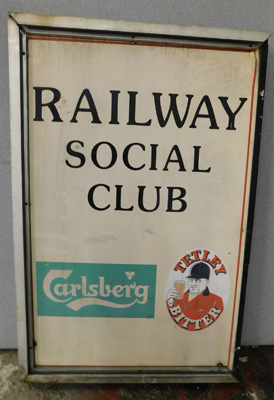 RAILWAY
SOCIAL
CLUB
Carlsberg
TETLEY
BITTER